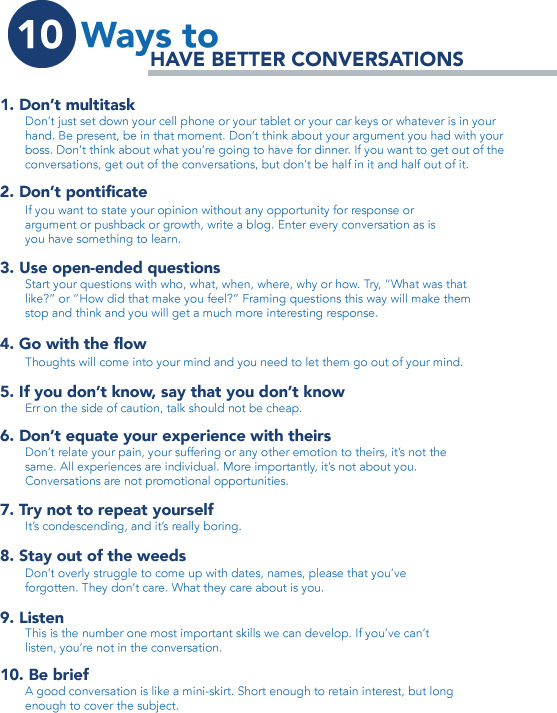 10 Ways to
HAVE BETTER CONVERSATIONS
1. Don't multitask
Don't just set down your cell phone or your tablet or your car keys or whatever is in your
hand. Be present, be in that moment. Don't think about your argument you had with your
boss. Don't think about what you're going to have for dinner. If you want to get out of the
conversations, get out of the conversations, but don't be half in it and half out of it.
2. Don't pontificate
If you want to state your opinion without any opportunity for response or
argument or pushback or growth, write a blog. Enter every conversation as is
you have something to learn.
3. Use open-ended questions
Start your questions with who, what, when, where, why or how. Try, "What was that
like?" or "How did that make you feel?" Framing questions this way will make them
stop and think and you will get a much more interesting response.
4. Go with the flow
Thoughts will come into your mind and you need to let them go out of your mind.
5. If you don't know, say that you don't know
Err on the side of caution, talk should not be cheap.
6. Don't equate your experience with theirs
Don't relate your pain, your suffering or any other emotion to theirs, it's not the
same. All experiences are individual. More importantly, it's not about you.
Conversations are not promotional opportunities.
7. Try not to repeat yourself
It's condescending, and it's really boring.
8. Stay out of the weeds
Don't overly struggle to come up with dates, names, please that you've
forgotten. They don't care. What they care about is you.
9. Listen
This is the number one most important skills we can develop. If you've can't
listen, you're not in the conversation.
10. Be brief
A good conversation is like a mini-skirt. Short enough to retain interest, but long
enough to cover the subject.